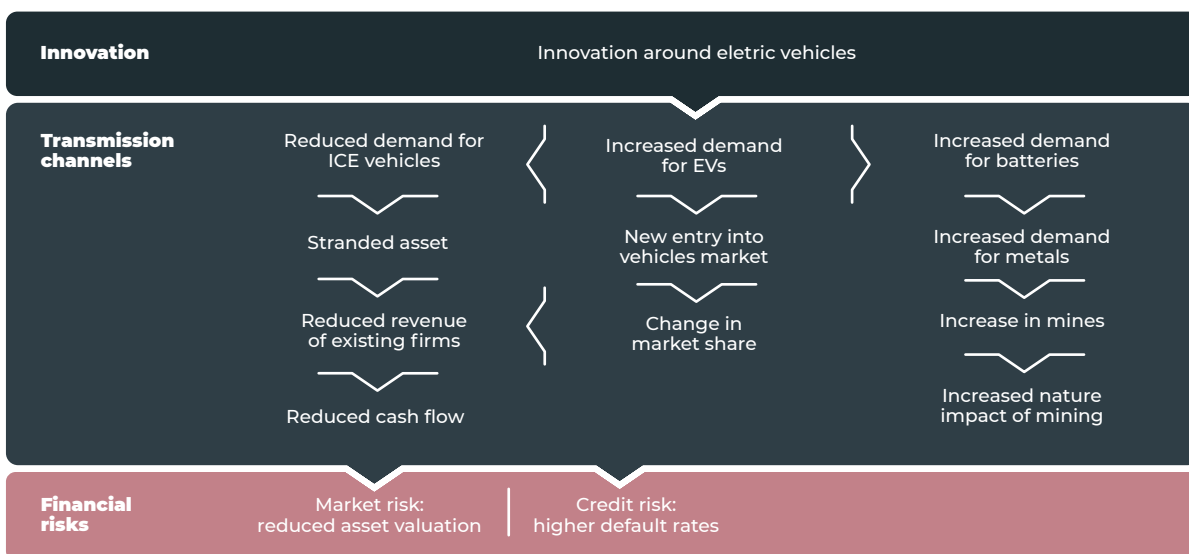 Innovation
Innovation around eletric vehicles
Transmission
channels
Reduced demand for
ICE vehicles
Stranded asset
Reduced revenue
of existing firms
Reduced cash flow
Increased demand
for EVs
New entry into
vehicles market
Change in
market share
Increased demand
for batteries
Increased demand
for metals
Increase in mines
Increased nature
impact of mining
Financial
risks
Market risk:
reduced asset valuation
Credit risk:
higher default rates